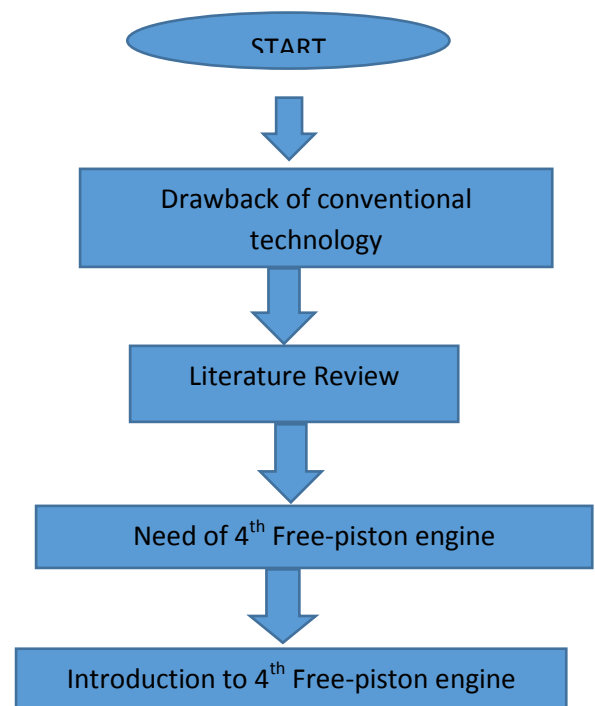 START
Drawback of conventional
technology
Literature Review
Need of 4th Free-piston engine
Introduction to 4th Free-piston engine